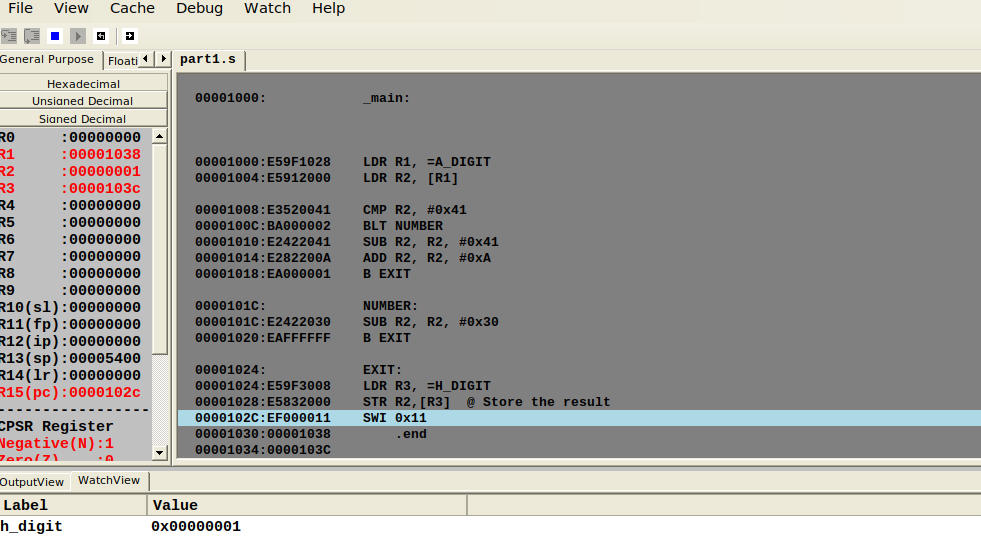 File View Cache Debug Watch Help
General Purpose Floati part1.s
Hexadecimal
Unsigned Decimal
Signed Decimal
R0 :00000000
R1 :00001038
R2 :00000001
R3 :0000103c
R4 :00000000
R5 :00000000
R6 :00000000
R7 :00000000
R8 :00000000
R9 :00000000
R10(sl):00000000
R11(fp):00000000
R12(ip):00000000
R13(sp):00005400
R14(lr):00000000
R15(pc):0000102c
-----------------
CPSR Register
Negative(N):1
Zero(Z) :0
00001000: _main:
00001000:E59F1028 LDR R1, =A_DIGIT
00001004:E5912000 LDR R2, [R1]
00001008:E3520041 CMP R2, #0x41
0000100C:BA000002 BLT NUMBER
00001010:E2422041 SUB R2, R2, #0x41
00001014:E282200A ADD R2, R2, #0xA
00001018:EA000001 B EXIT
0000101C: NUMBER:
0000101C:E2422030 SUB R2, R2, #0x30
00001020:EAFFFFFF B EXIT
00001024: EXIT:
00001024:E59F3008 LDR R3, =H_DIGIT
00001028:E5832000 STR R2,[R3] @ Store the result
0000102C:EF000011 SWI 0x11
00001030:00001038 .end
00001034:0000103C
OutputView WatchView
Label Value
h_digit 0x00000001